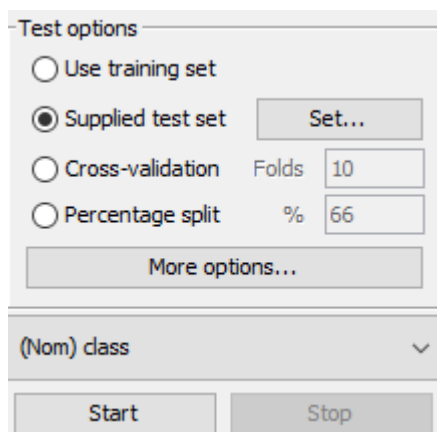 Test options
Use training set
Supplied test set Set...
Cross-validation Folds 10
Percentage split % 66
More options...
(Nom) class
Start Stop